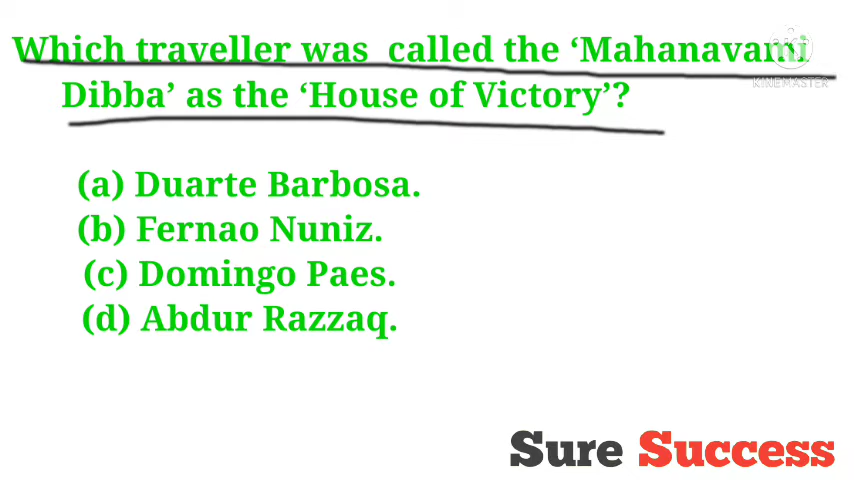 Which traveller was called the ‘Mahanavami
Dibba’ as the ‘House of Victory’?
KINEMASTER
(a) Duarte Barbosa.
(b) Fernao Nuniz.
(c) Domingo Paes.
(d) Abdur Razzaq.
Sure Success